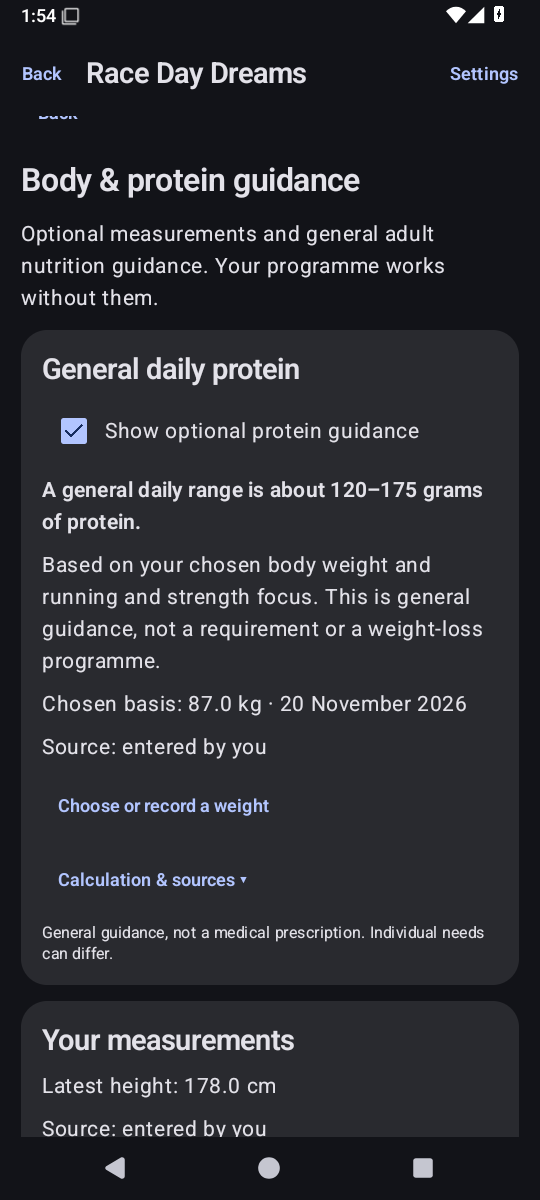 1:54
Back Race Day Dreams Settings
Back
Body & protein guidance
Optional measurements and general adult
nutrition guidance. Your programme works
without them.
General daily protein
Show optional protein guidance
A general daily range is about 120–175 grams
of protein.
Based on your chosen body weight and
running and strength focus. This is general
guidance, not a requirement or a weight-loss
programme.
Chosen basis: 87.0 kg · 20 November 2026
Source: entered by you
Choose or record a weight
Calculation & sources ▾
General guidance, not a medical prescription. Individual needs
can differ.
Your measurements
Latest height: 178.0 cm
Source: entered by you